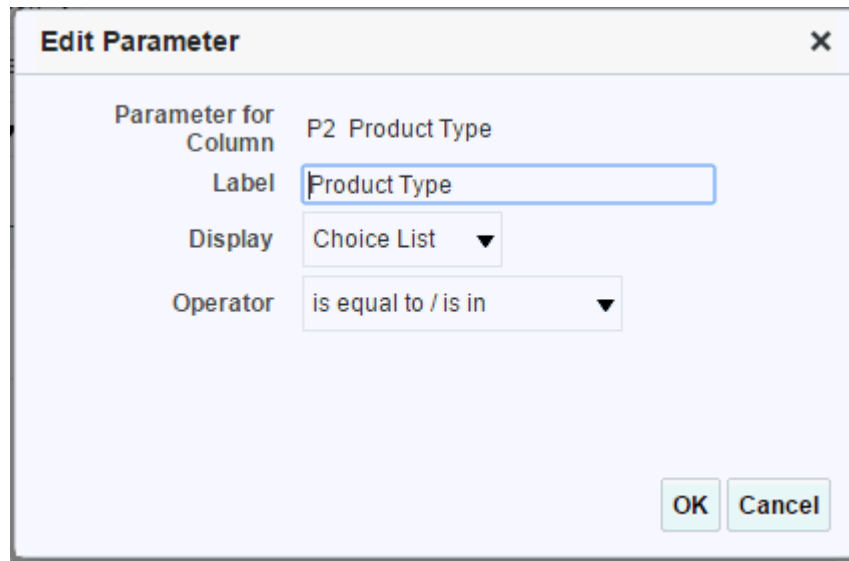 Edit Parameter
Parameter for
Column
P2 Product Type
Label
Product Type
Display
Choice List
Operator
is equal to / is in
OK
Cancel